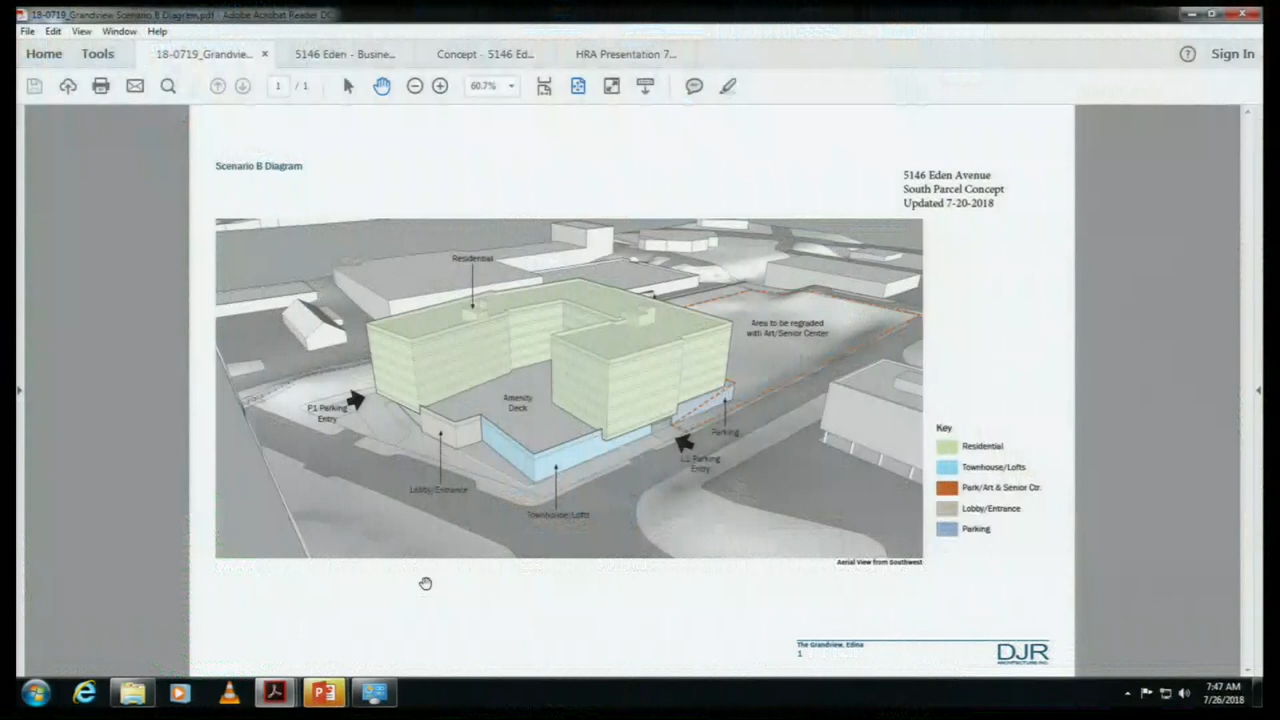 18-0719_Grandview Scenario B Diagram.pdf - Adobe Acrobat Reader DC
File Edit View Window Help
Home Tools 18-0719_Grandvie... × 5146 Eden - Busine... Concept - 5146 Ed... HRA Presentation 7... Sign In
1 / 1 60.7%
Scenario B Diagram
5146 Eden Avenue
South Parcel Concept
Updated 7-20-2018
Residential
Area to be regraded
with Art/Senior Center
Amenity
Deck
P1 Parking
Entry
Parking
L1 Parking
Entry
Lobby/Entrance
Townhouse/Lofts
Key
Residential
Townhouse/Lofts
Park/Art & Senior Ctr.
Lobby/Entrance
Parking
Aerial View from Southwest
The Grandview, Edina
1
DJR
ARCHITECTURE INC.
7:47 AM
7/26/2018